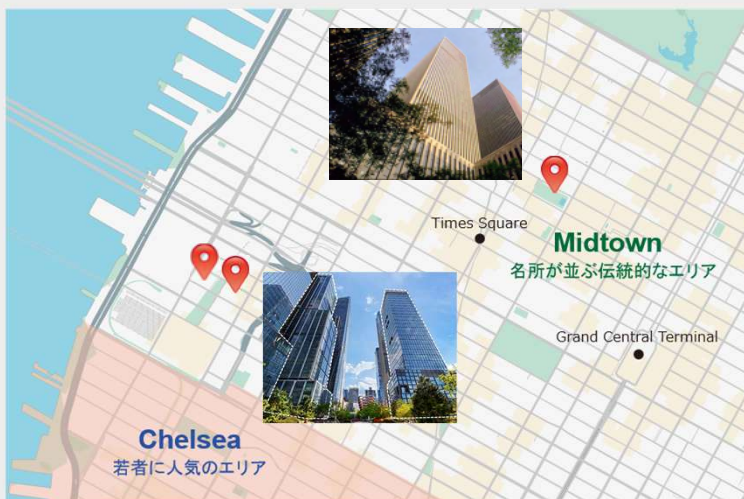 Times Square
Midtown
名所が並ぶ伝統的なエリア
Grand Central Terminal
Chelsea
若者に人気のエリア